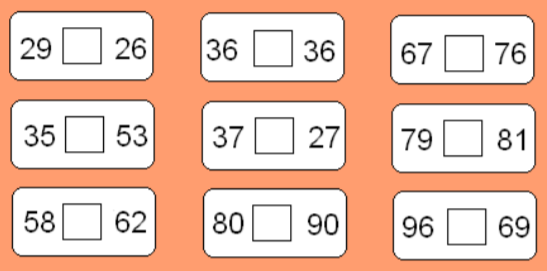 29 □ 26 36 □ 36 67 □ 76
35 □ 53 37 □ 27 79 □ 81
58 □ 62 80 □ 90 96 □ 69